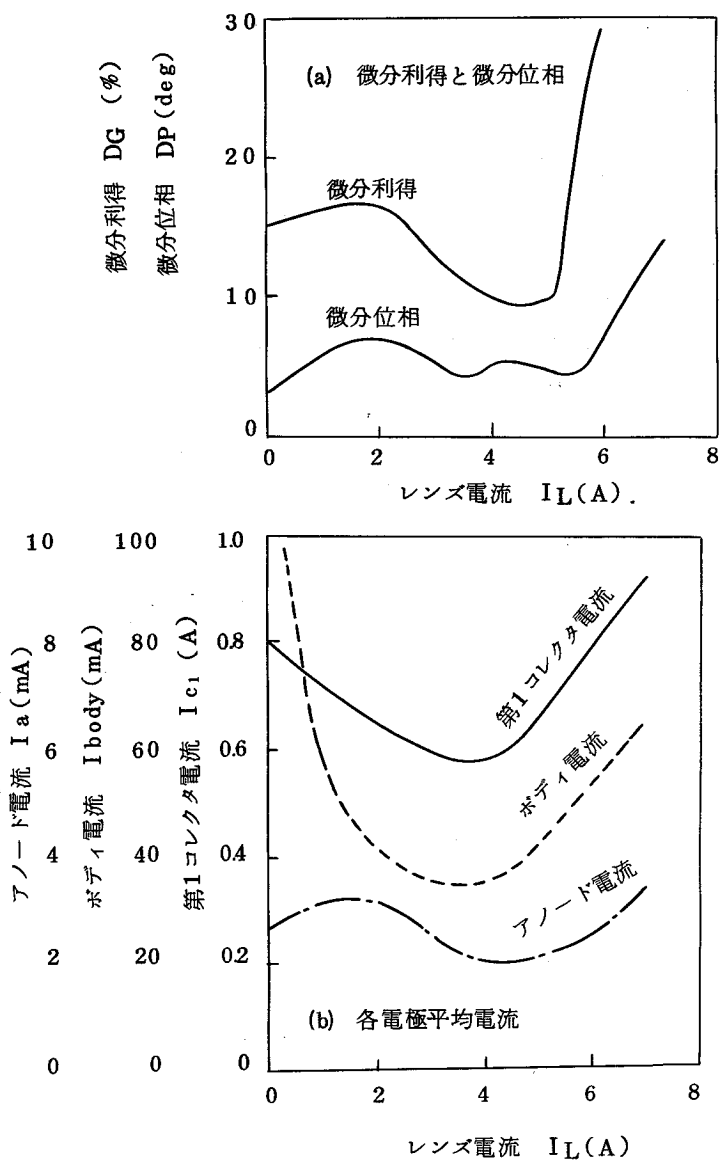 30
20
10
0
微分利得 DG (%)
微分位相 DP(deg)
(a) 微分利得と微分位相
微分利得
微分位相
0 2 4 6 8
レンズ電流 IL(A).
10 100 1.0
8 80 0.8
6 60 0.6
4 40 0.4
2 20 0.2
0 0 0
アノード電流 Ia(mA)
ボディ電流 Ibody(mA)
第1コレクタ電流 Ic1(A)
第1コレクタ電流
ボディ電流
アノード電流
(b) 各電極平均電流
0 2 4 6 8
レンズ電流 IL(A)